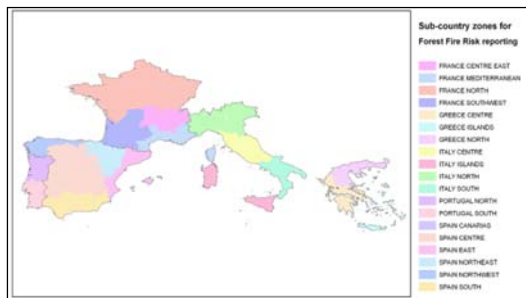 Sub-country zones for
Forest Fire Risk reporting
FRANCE CENTRE EAST
FRANCE MEDITERRANEAN
FRANCE NORTH
FRANCE SOUTHWEST
GREECE CENTRE
GREECE ISLANDS
GREECE NORTH
ITALY CENTRE
ITALY ISLANDS
ITALY NORTH
ITALY SOUTH
PORTUGAL NORTH
PORTUGAL SOUTH
SPAIN CANARIAS
SPAIN CENTRE
SPAIN EAST
SPAIN NORTHEAST
SPAIN NORTHWEST
SPAIN SOUTH